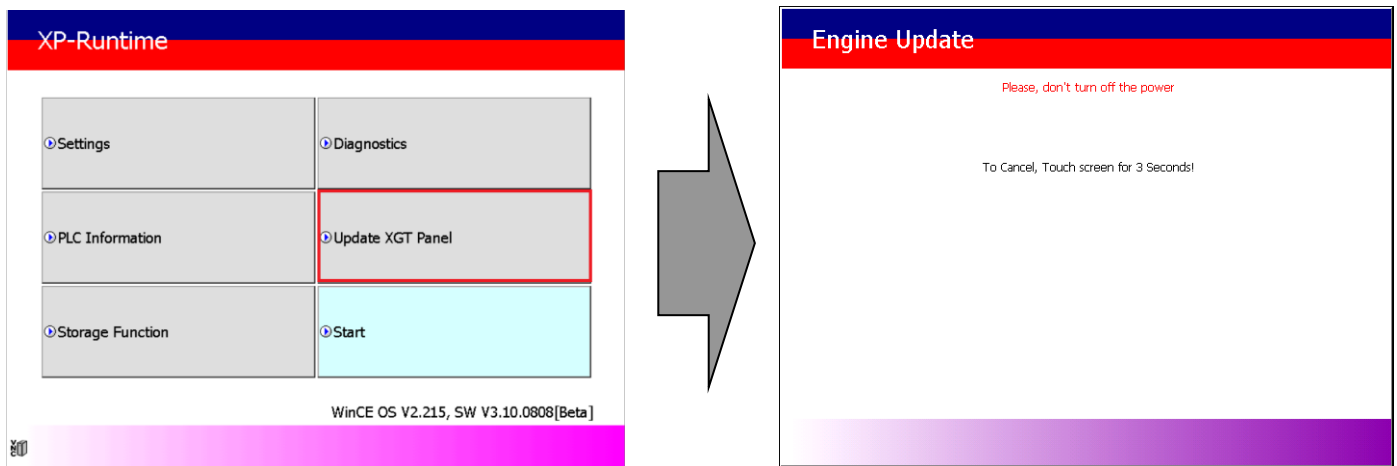 XP-Runtime
Settings
Diagnostics
PLC Information
Update XGT Panel
Storage Function
Start
WinCE OS V2.215, SW V3.10.0808[Beta]
Engine Update
Please, don't turn off the power
To Cancel, Touch screen for 3 Seconds!